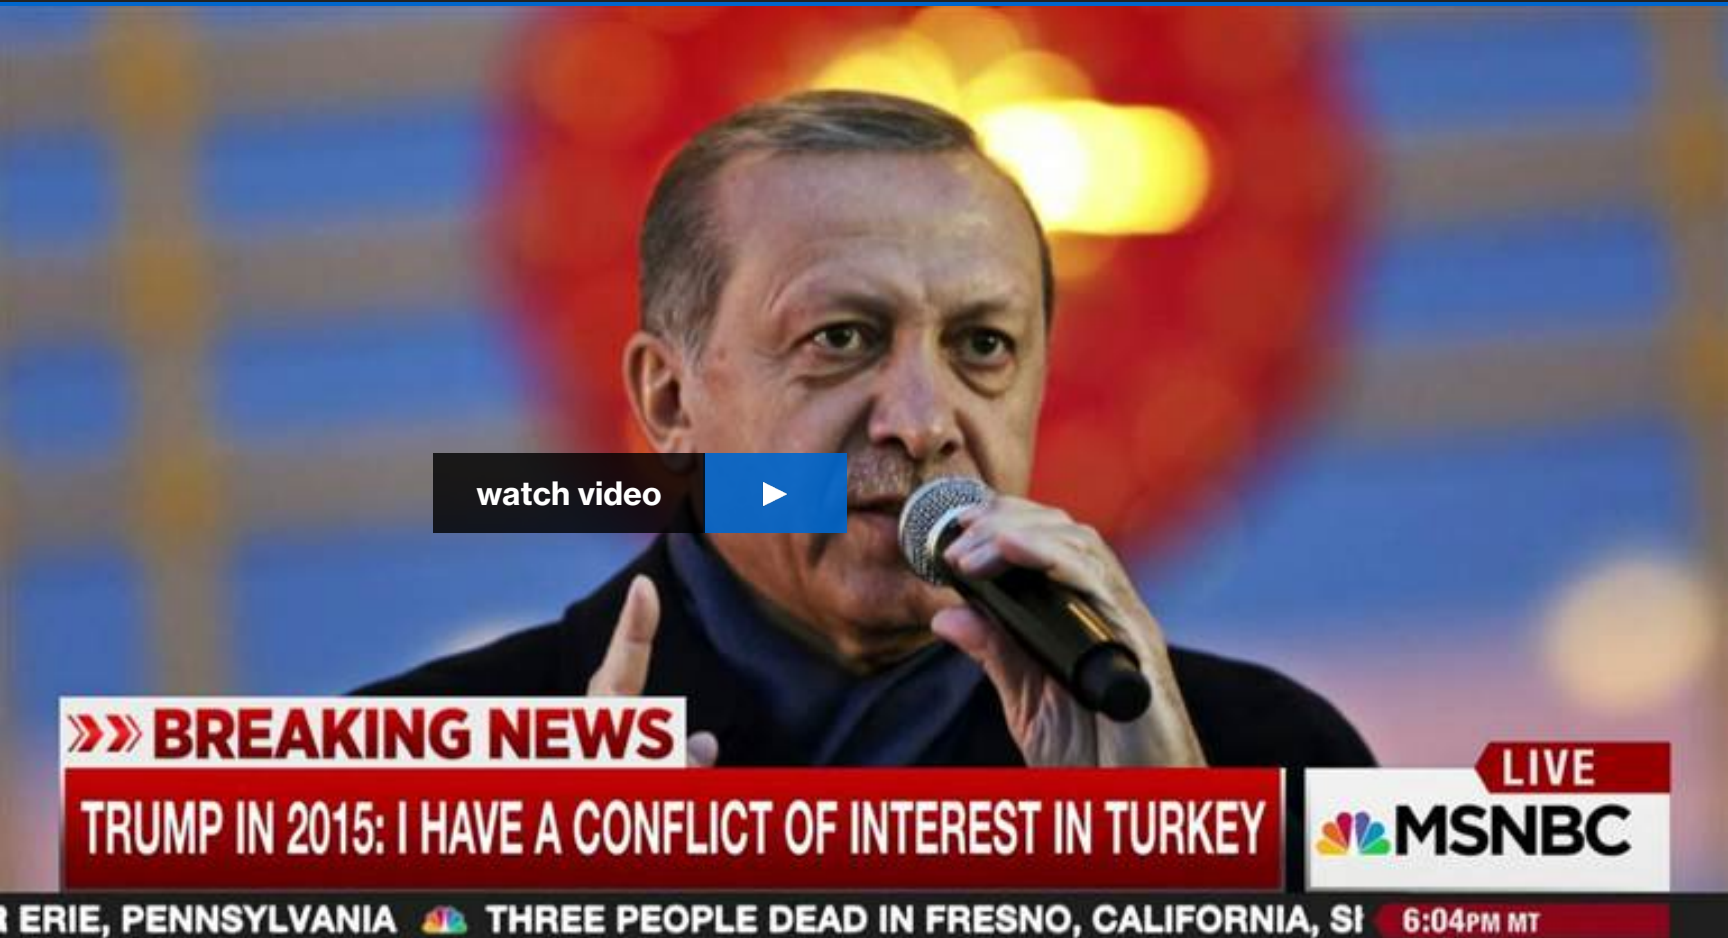 watch video
BREAKING NEWS
LIVE
TRUMP IN 2015: I HAVE A CONFLICT OF INTEREST IN TURKEY
MSNBC
ERIE, PENNSYLVANIA THREE PEOPLE DEAD IN FRESNO, CALIFORNIA,
6:04PM MT